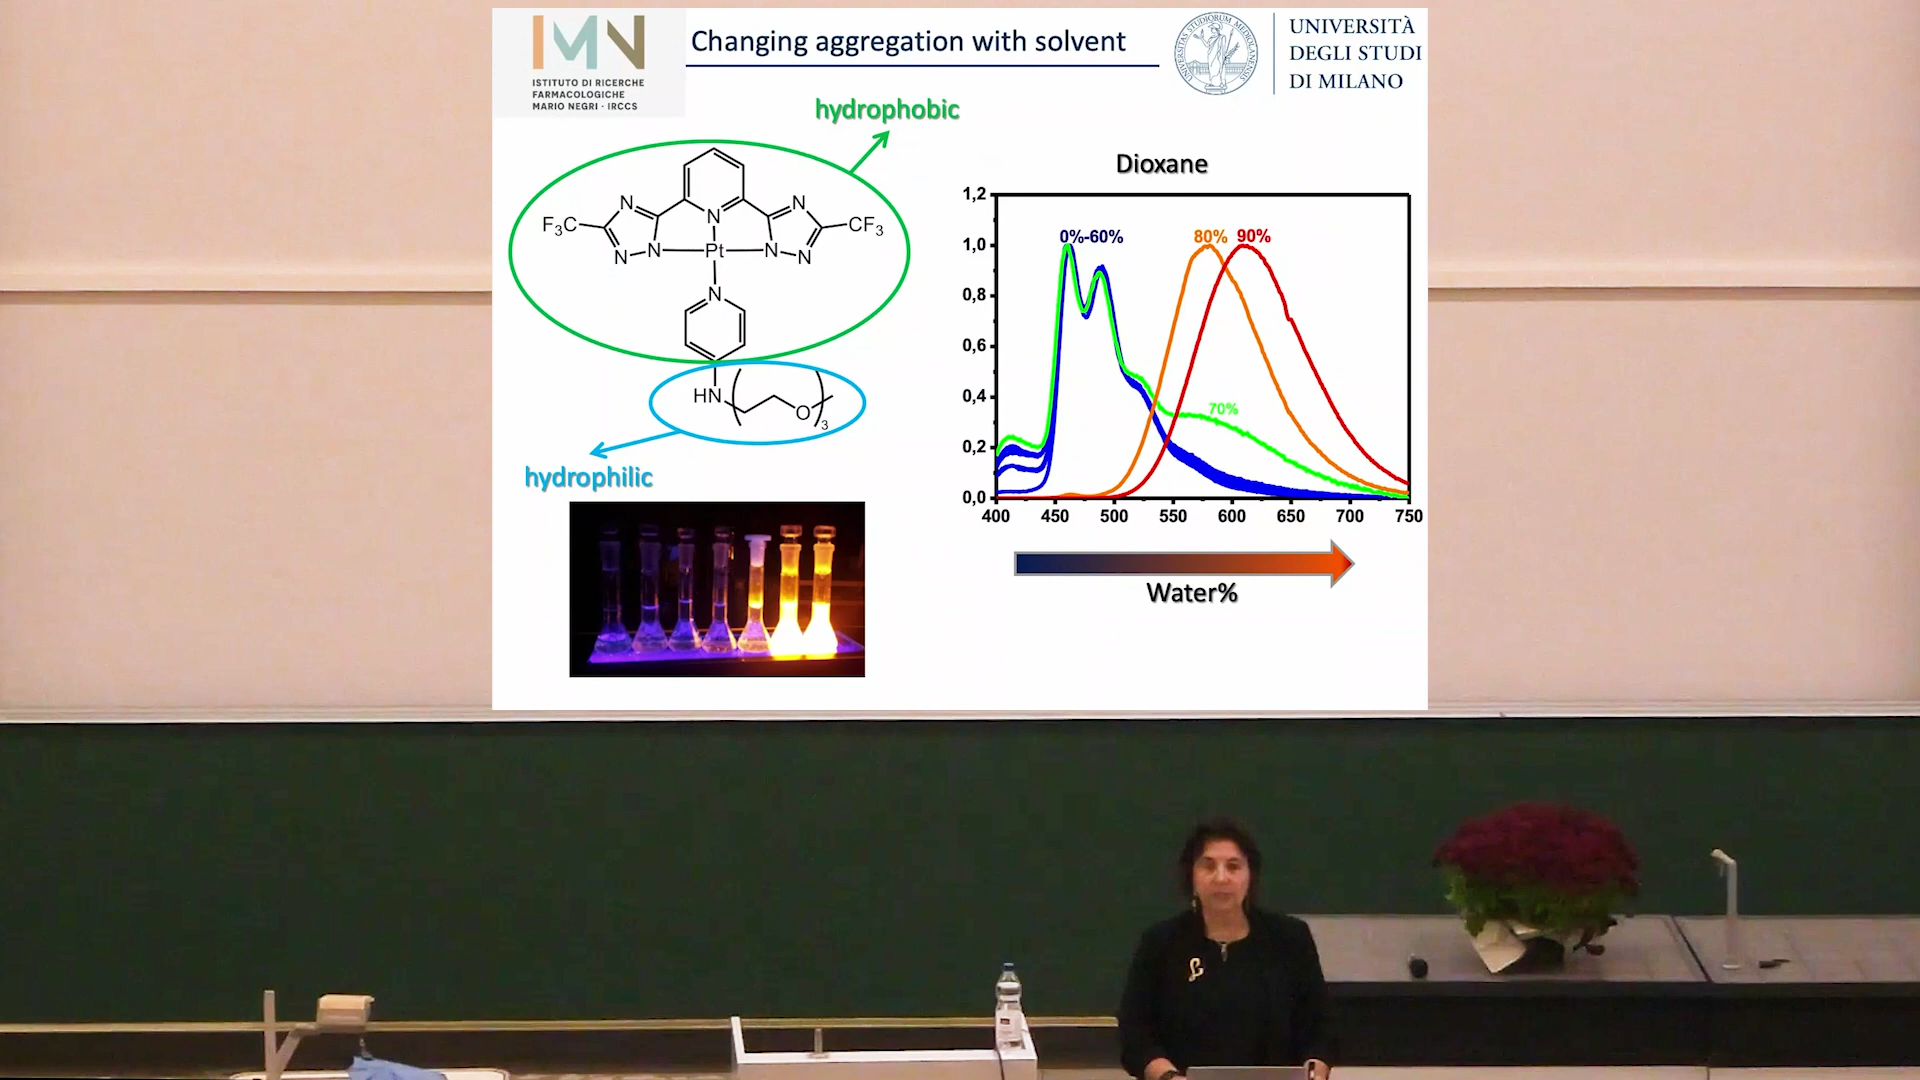 IMN
ISTITUTO DI RICERCHE
FARMACOLOGICHE
MARIO NEGRI · IRCCS
Changing aggregation with solvent
UNIVERSITÀ
DEGLI STUDI
DI MILANO
hydrophobic
N N N
F3C CF3
N N Pt N N
N
HN O 3
hydrophilic
Dioxane
1,2
1,0
0,8
0,6
0,4
0,2
0,0
0%-60% 80% 90%
70%
400 450 500 550 600 650 700 750
Water%